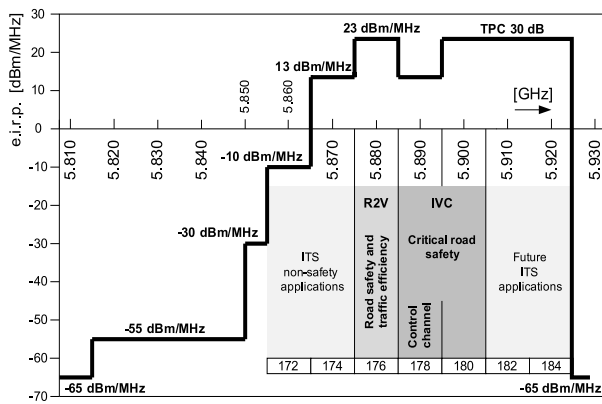 e.i.r.p. [dBm/MHz]
30
20
10
0
-10
-20
-30
-40
-50
-60
-70
23 dBm/MHz
TPC 30 dB
13 dBm/MHz
5.850
5.860
[GHz]
5.810
5.820
5.830
5.840
-10 dBm/MHz
5.870
5.880
5.890
5.900
5.910
5.920
5.930
-30 dBm/MHz
-55 dBm/MHz
-65 dBm/MHz
-65 dBm/MHz
ITS
non-safety
applications
R2V
Road safety and
traffic efficiency
IVC
Critical road
safety
Control
channel
Future
ITS
applications
172 174 176 178 180 182 184